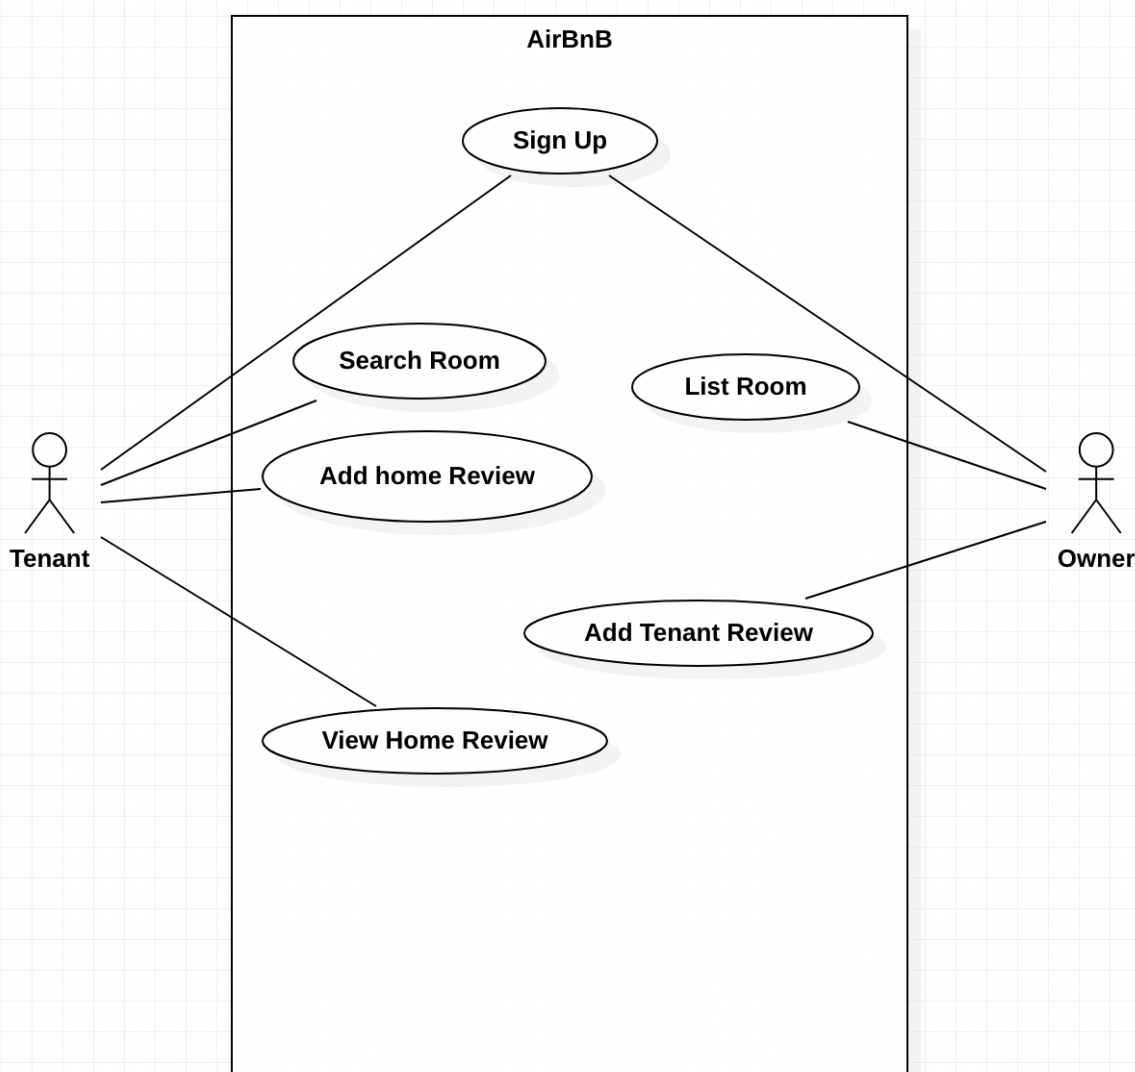 AirBnB
Sign Up
Search Room
List Room
Add home Review
Tenant
Owner
Add Tenant Review
View Home Review